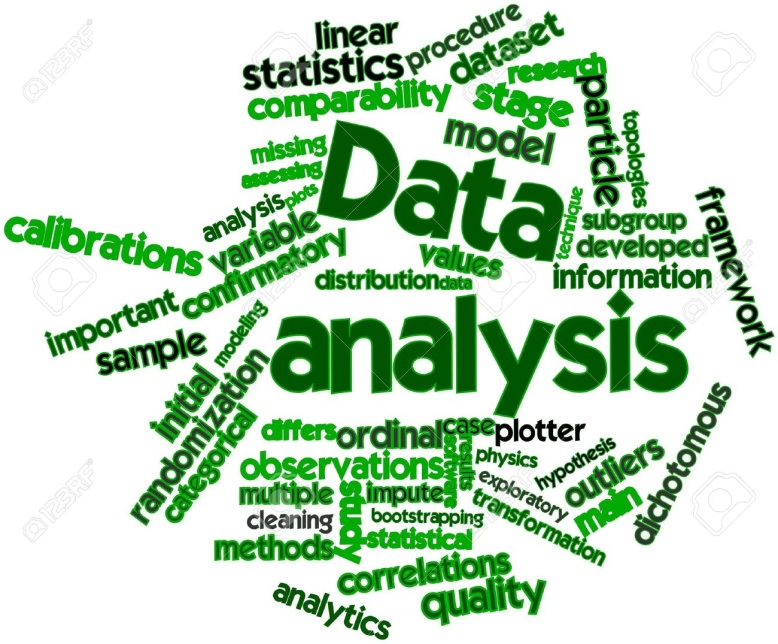 linear
procedure
dataset
statistics
research
comparability
stage
particle
model
topologies
missing
assessing
Data
plots
technique
analysis
subgroup
framework
calibrations
variable
values
developed
confirmatory
distribution
data
information
important
sample
modeling
analysis
initial
randomization
categorical
differs
ordinal
case
plotter
dichotomous
observations
software
results
physics
hypothesis
outliers
multiple
impute
exploratory
main
cleaning
study
bootstrapping
transformation
methods
statistical
correlations
analytics
quality
123RF